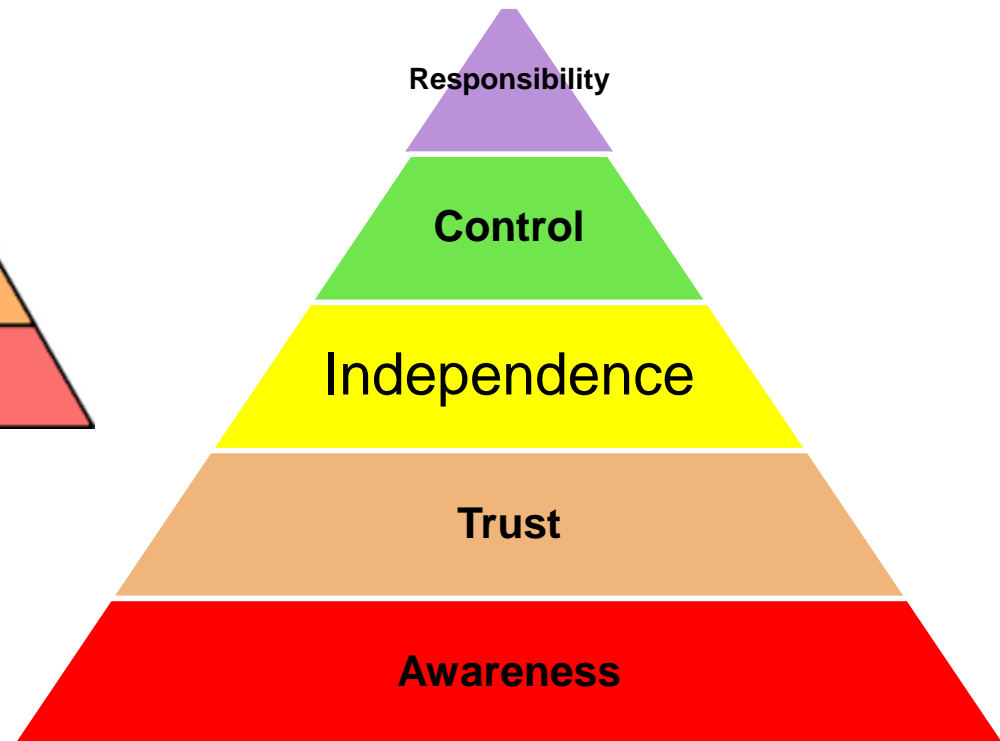 Responsibility
Control
Independence
Trust
Awareness